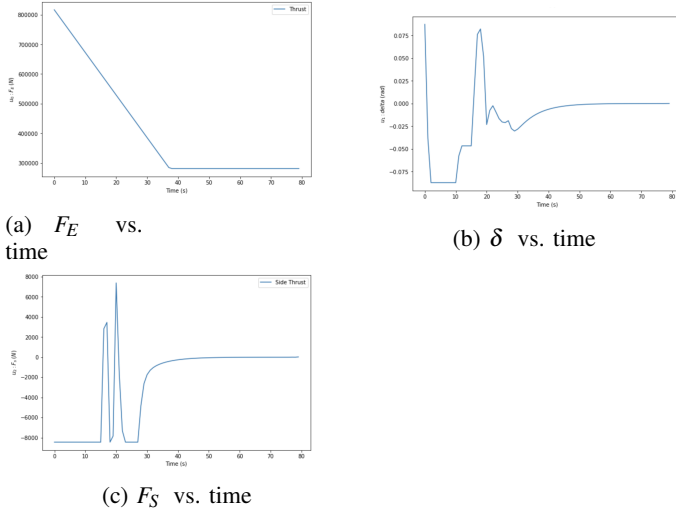 800000
700000
600000
500000
400000
300000
u₀ : F_E (N)
Thrust
0 10 20 30 40 50 60 70 80
Time (s)
(a) F_E vs.
time
0.075
0.050
0.025
0.000
−0.025
−0.050
−0.075
u₁ : delta (rad)
0 10 20 30 40 50 60 70 80
Time (s)
(b) δ vs. time
8000
6000
4000
2000
0
−2000
−4000
−6000
−8000
Side Thrust
0 10 20 30 40 50 60 70 80
Time (s)
(c) F_S vs. time